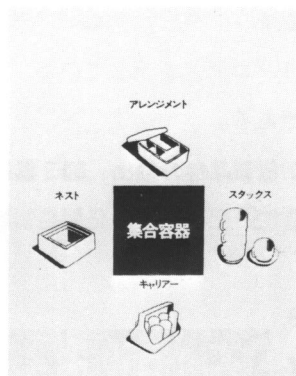 アレンジメント
ネスト
スタックス
集合容器
キャリアー